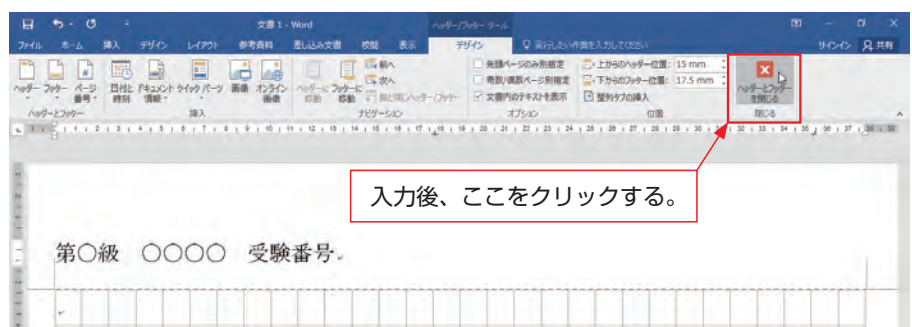 文書 1 - Word
ヘッダー/フッター ツール
ファイル ホーム 挿入 デザイン レイアウト 参考資料 差し込み文書 校閲 表示 デザイン 実行したい作業を入力してください サインイン 共有
ヘッダー フッター ページ番号 日付と時刻 ドキュメント情報 クイック パーツ 画像 オンライン画像 ヘッダーに移動 フッターに移動 前へ 次へ 前と同じヘッダー/フッター
先頭ページのみ別指定 上からのヘッダー位置: 15 mm
奇数/偶数ページ別指定 下からのフッター位置: 17.5 mm
文書内のテキストを表示 整列タブの挿入
ヘッダーとフッターを閉じる
ヘッダーとフッター 挿入 ナビゲーション オプション 位置 閉じる
入力後、ここをクリックする。
第〇級 〇〇〇〇 受験番号